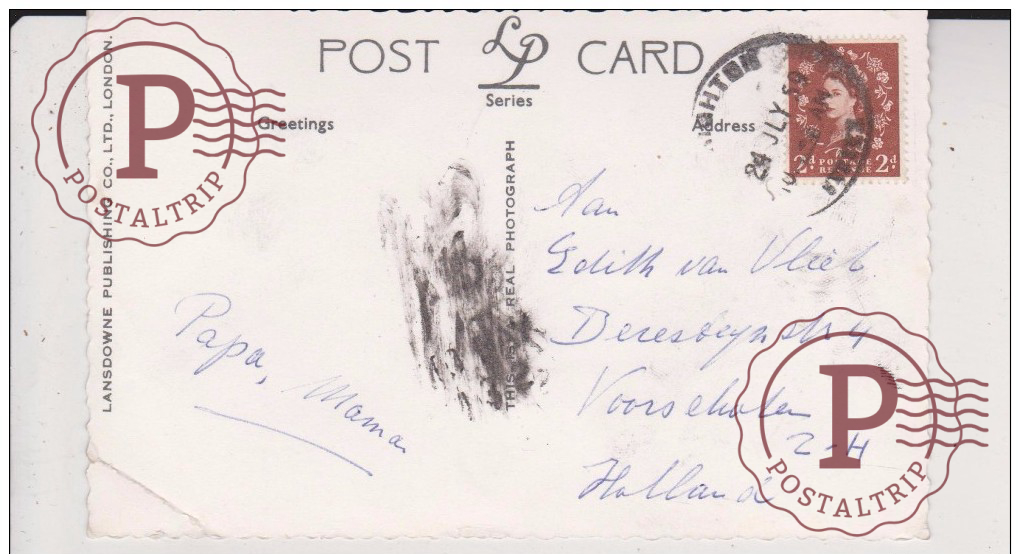 LANSDOWNE PUBLISHING CO., LTD., LONDON.
POST LP CARD
Series
Greetings
Address
THIS REAL PHOTOGRAPH
24 JLY 59
2d POSTAGE REVENUE 2d
Papa, Mama
Aan
Edith van Vliet
4
Voorschoten
Z-H
Holland
P
POSTALTRIP
P
POSTALTRIP